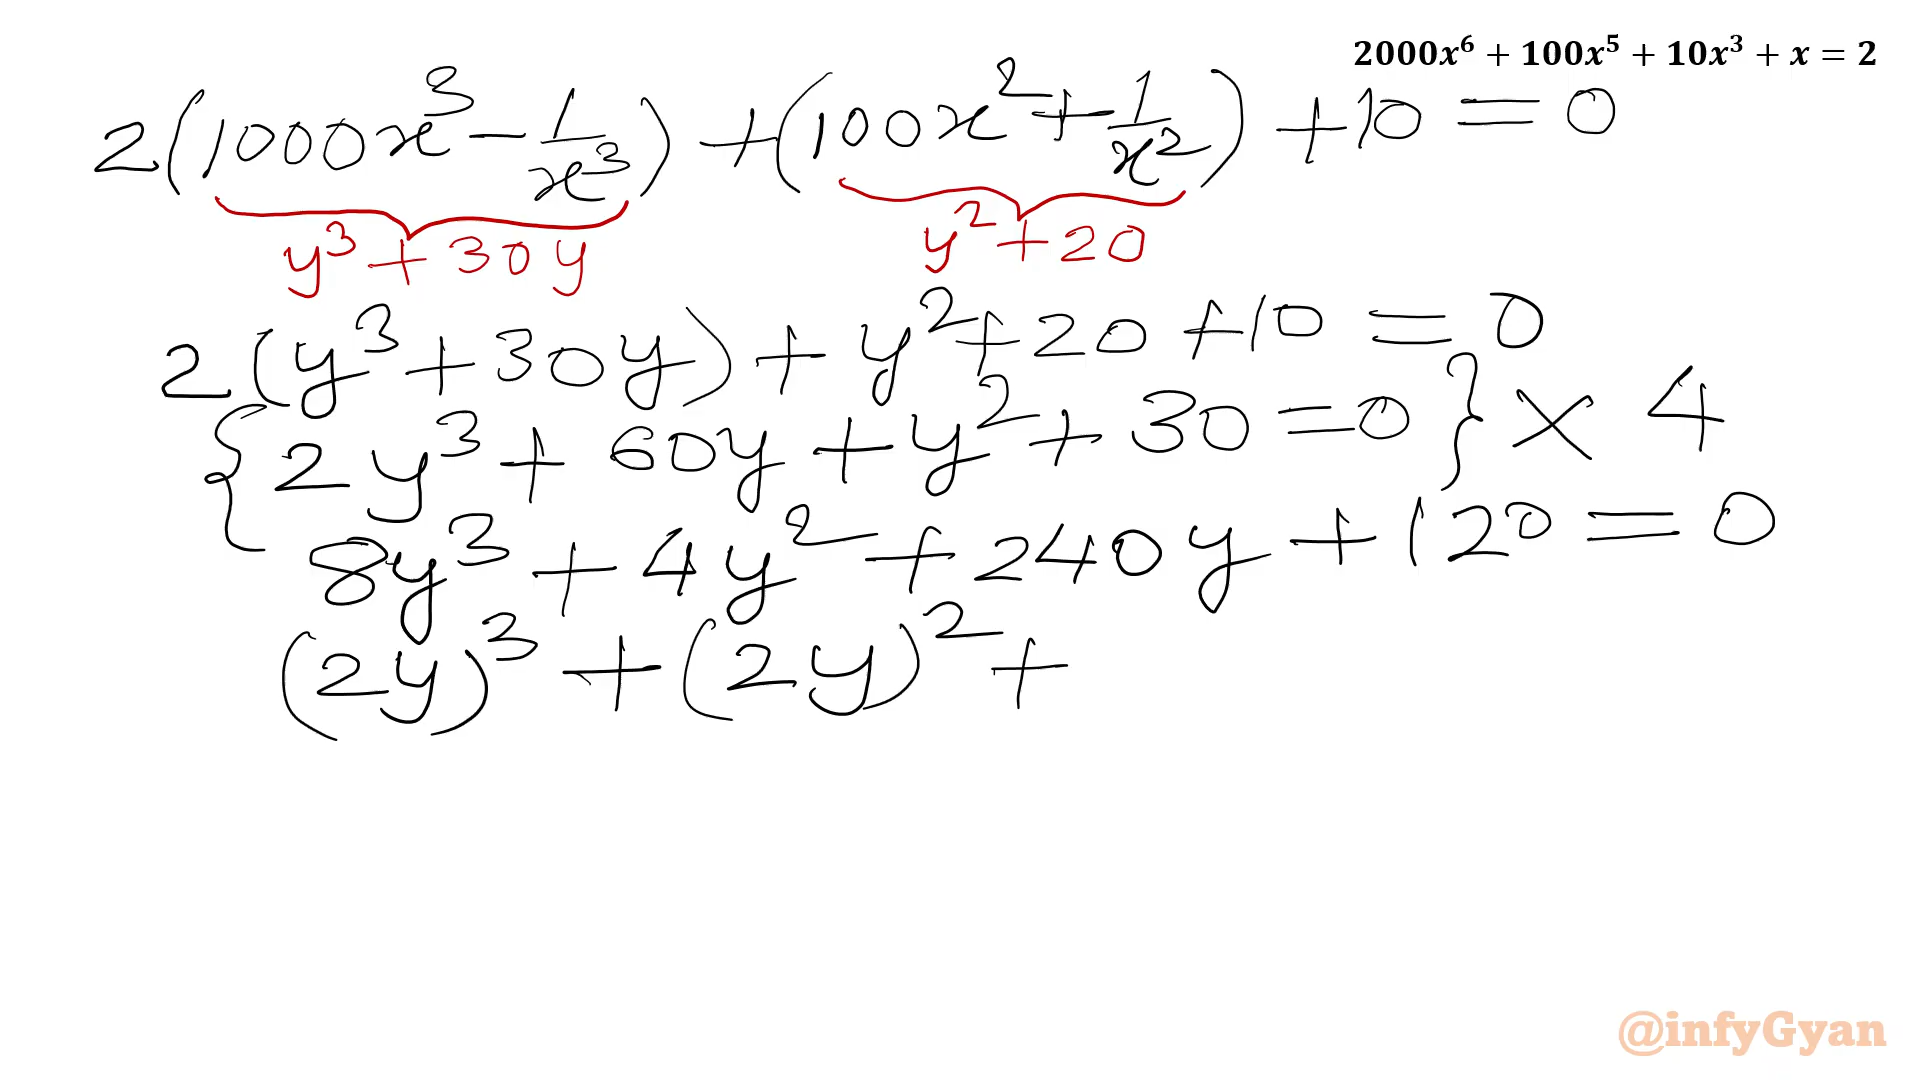 2000x⁶ + 100x⁵ + 10x³ + x = 2
2(1000x³ - 1/x³) + (100x² + 1/x²) + 10 = 0
y³ + 30y y² + 20
2(y³ + 30y) + y² + 20 + 10 = 0
{2y³ + 60y + y² + 30 = 0} × 4
8y³ + 4y² + 240y + 120 = 0
(2y)³ + (2y)² +
@infyGyan